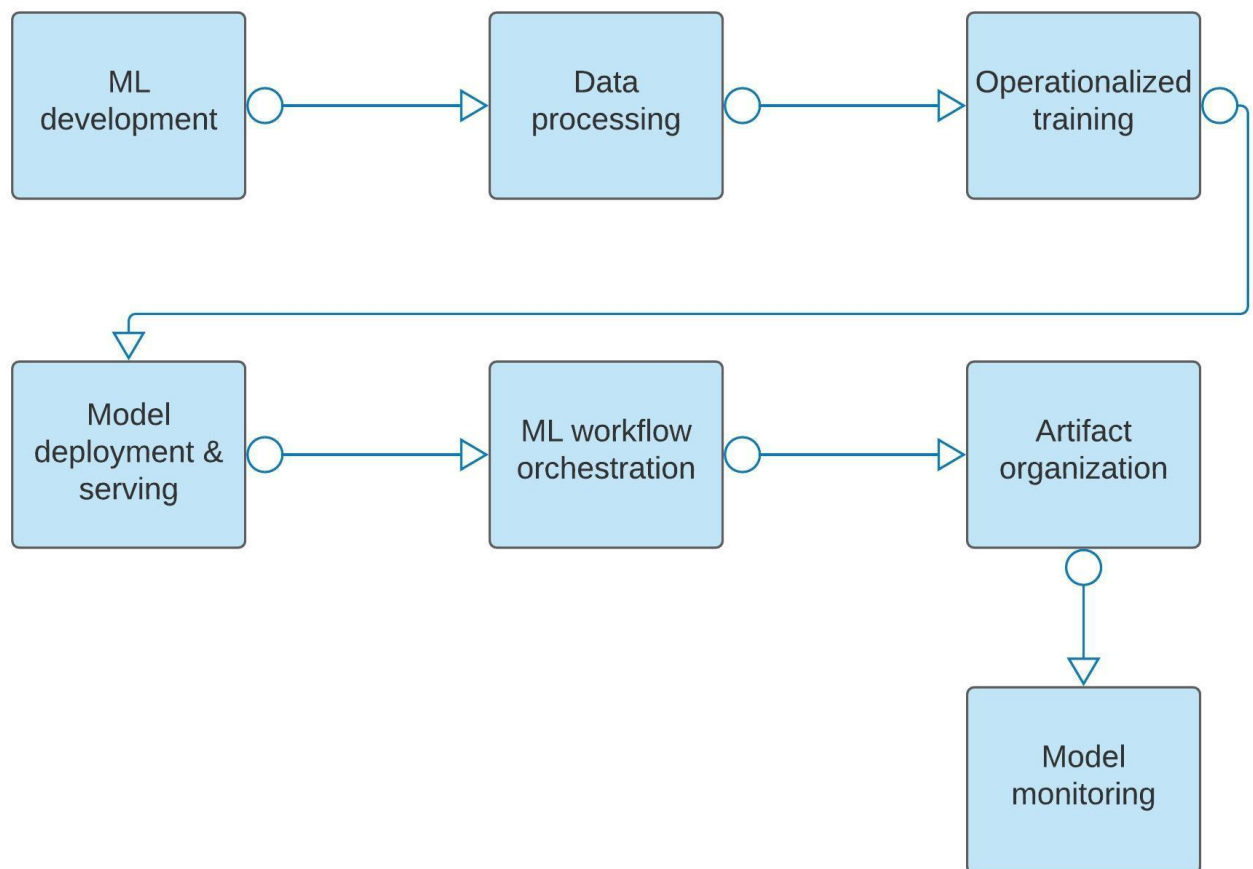 ML
development
Data
processing
Operationalized
training
Model
deployment &
serving
ML workflow
orchestration
Artifact
organization
Model
monitoring